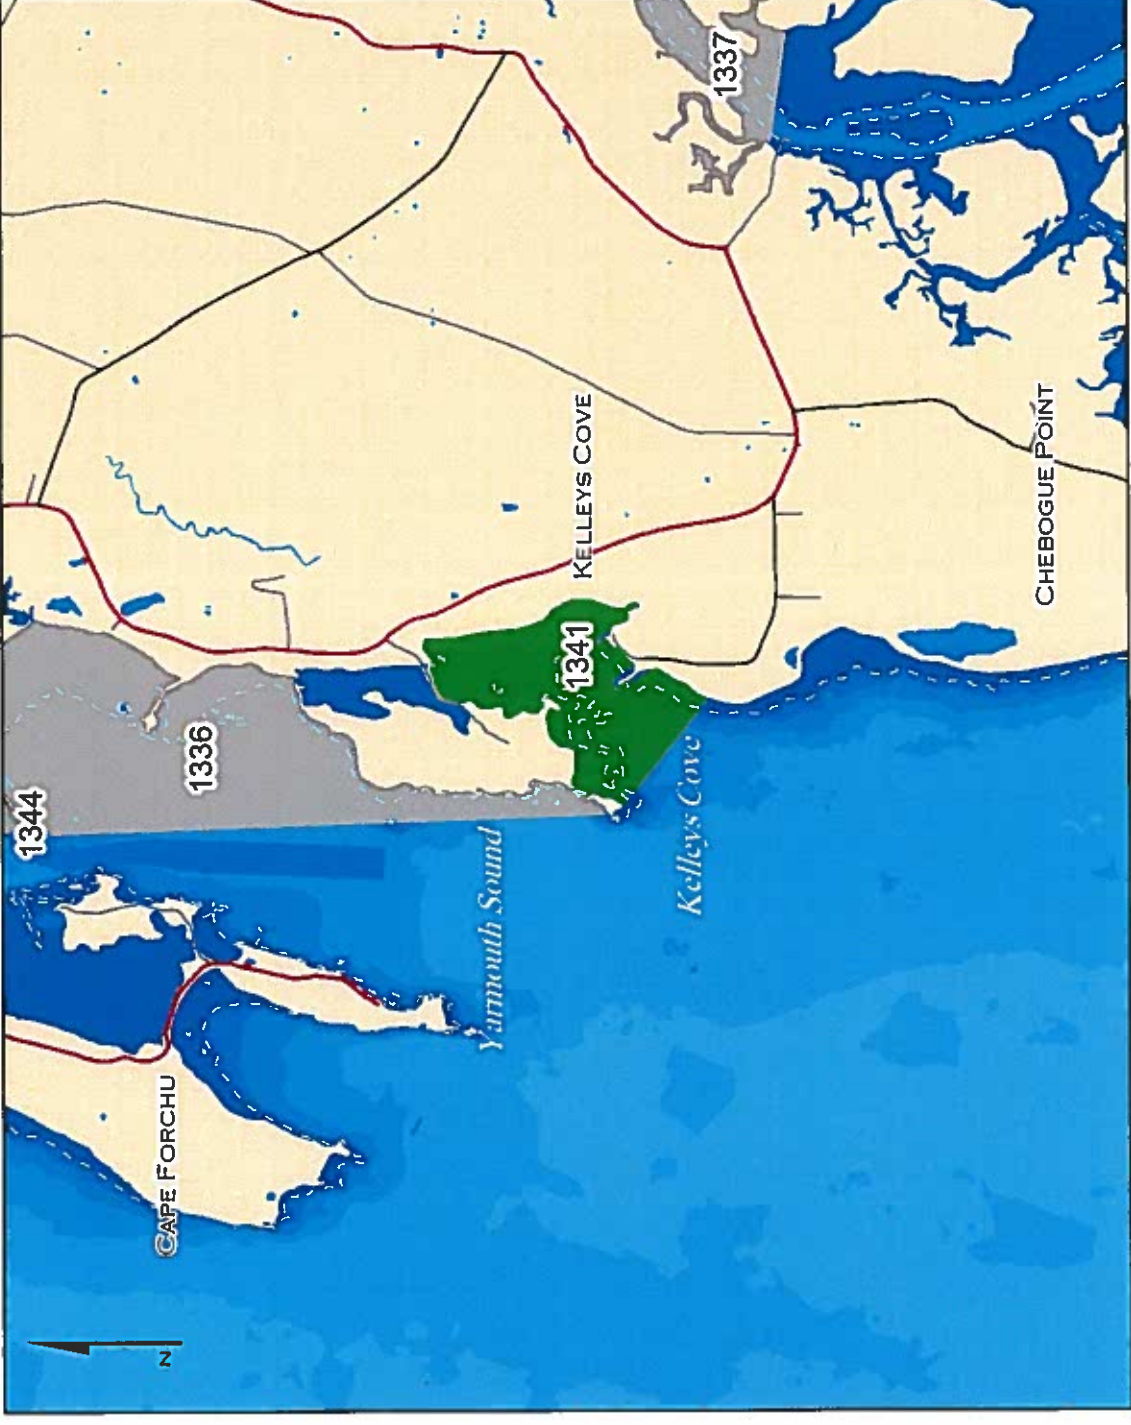 1344
1336
1341
1337
CAPE FORCHU
Yarmouth Sound
Kelleys Cove
KELLEYS COVE
CHEBOGUE POINT
N